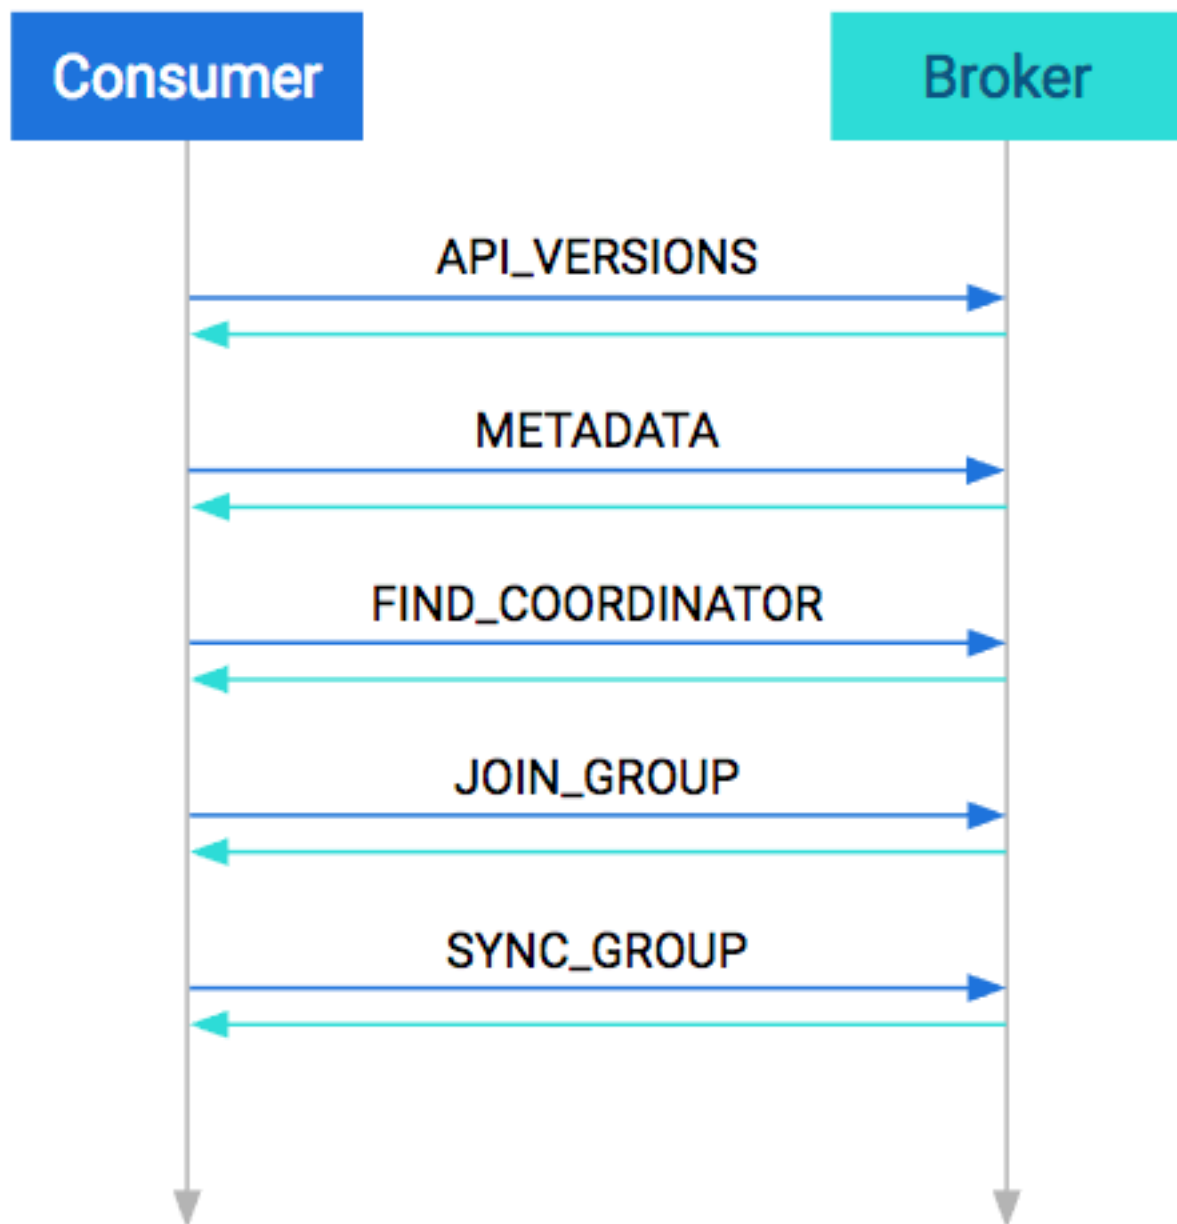 Consumer
Broker
API_VERSIONS
METADATA
FIND_COORDINATOR
JOIN_GROUP
SYNC_GROUP